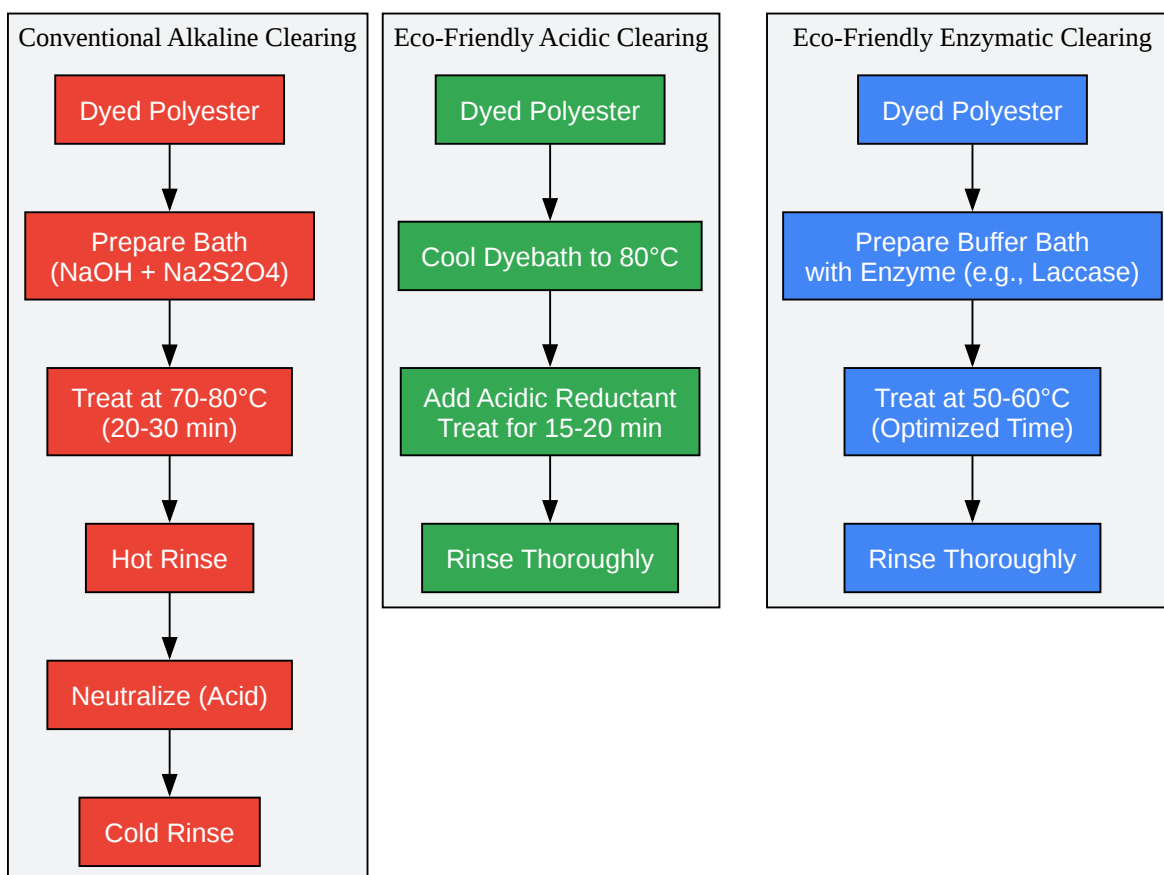 Conventional Alkaline Clearing
Dyed Polyester
Prepare Bath
(NaOH + Na2S2O4)
Treat at 70-80°C
(20-30 min)
Hot Rinse
Neutralize (Acid)
Cold Rinse
Eco-Friendly Acidic Clearing
Dyed Polyester
Cool Dyebath to 80°C
Add Acidic Reductant
Treat for 15-20 min
Rinse Thoroughly
Eco-Friendly Enzymatic Clearing
Dyed Polyester
Prepare Buffer Bath
with Enzyme (e.g., Laccase)
Treat at 50-60°C
(Optimized Time)
Rinse Thoroughly